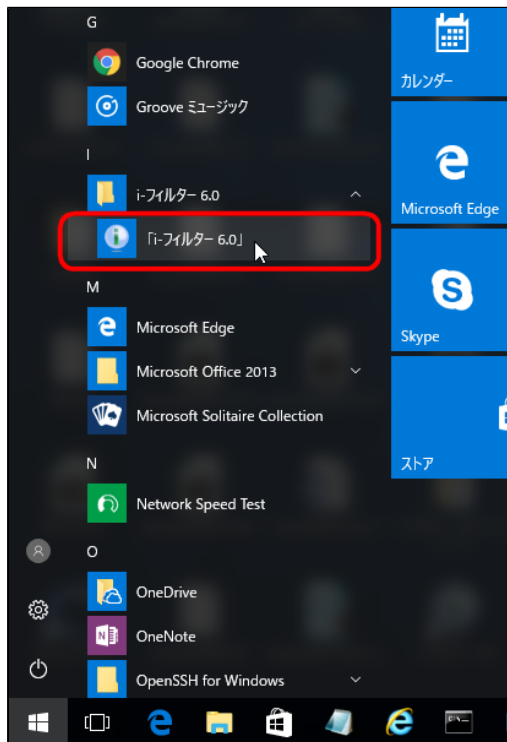 G
Google Chrome
Groove ミュージック
I
i-フィルター 6.0
「i-フィルター 6.0」
M
Microsoft Edge
Microsoft Office 2013
Microsoft Solitaire Collection
N
Network Speed Test
O
OneDrive
OneNote
OpenSSH for Windows
カレンダー
Microsoft Edge
Skype
ストア